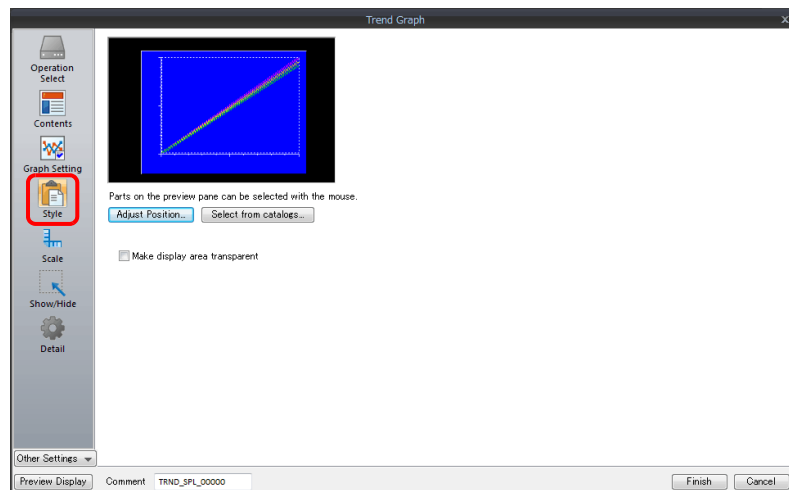 Trend Graph
X
Operation
Select
Contents
Graph Setting
Style
Scale
Show/Hide
Detail
Parts on the preview pane can be selected with the mouse.
Adjust Position...
Select from catalogs...
Make display area transparent
Other Settings
Preview Display
Comment
TRND_SPL_00000
Finish
Cancel